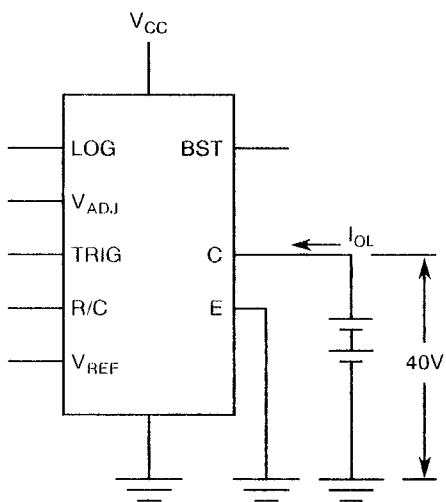 VCC
LOG
BST
VADJ
TRIG
C
IOL
R/C
E
VREF
40V